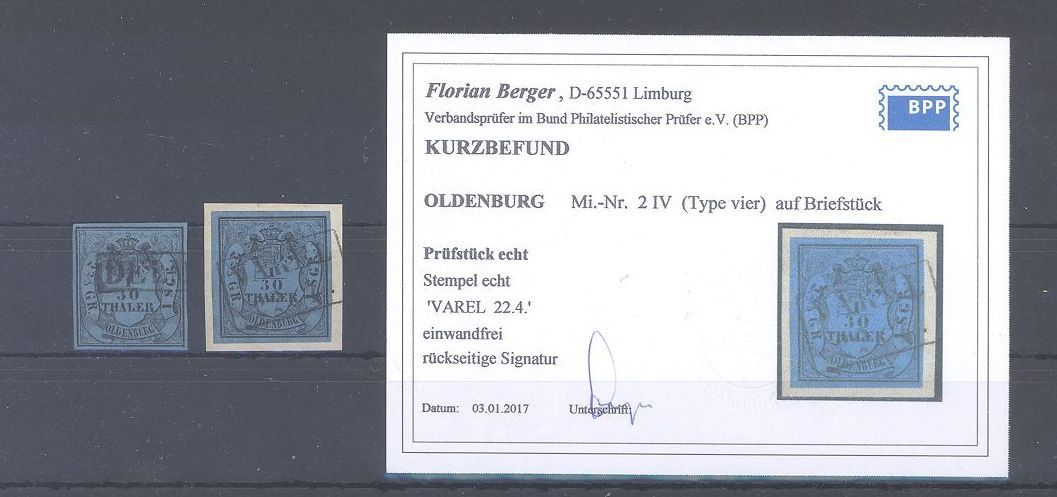 Florian Berger, D-65551 Limburg
Verbandsprüfer im Bund Philatelistischer Prüfer e.V. (BPP)
BPP
KURZBEFUND
OLDENBURG Mi.-Nr. 2 IV (Type vier) auf Briefstück
Prüfstück echt
Stempel echt
'VAREL 22.4.'
einwandfrei
rückseitige Signatur
Datum: 03.01.2017 Unterschrift:
30
THALER
OLDENBURG
30
THALER
OLDENBURG
30
THALER
OLDENBURG